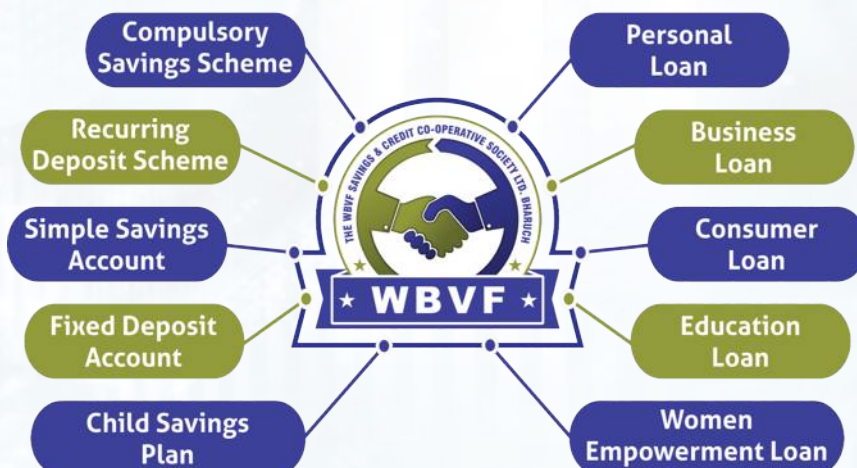 Compulsory
Savings Scheme
Recurring
Deposit Scheme
Simple Savings
Account
Fixed Deposit
Account
Child Savings
Plan
THE WBVF SAVINGS & CREDIT CO-OPERATIVE SOCIETY LTD. BHARUCH
WBVF
Personal
Loan
Business
Loan
Consumer
Loan
Education
Loan
Women
Empowerment Loan